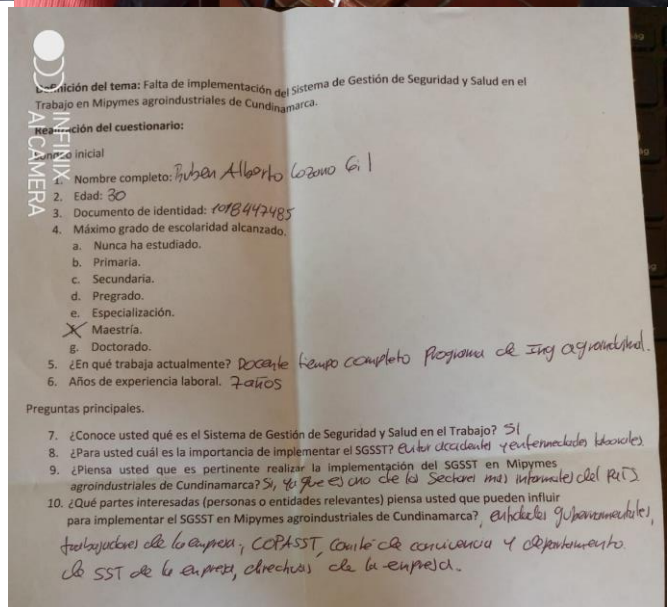 INFINIX
AI CAMERA
Definición del tema: Falta de implementación del Sistema de Gestión de Seguridad y Salud en el
Trabajo en Mipymes agroindustriales de Cundinamarca.
Realización del cuestionario:
inicial
1. Nombre completo: Ruben Alberto Lozano Gil
2. Edad: 30
3. Documento de identidad: 1018447485
4. Máximo grado de escolaridad alcanzado.
a. Nunca ha estudiado.
b. Primaria.
c. Secundaria.
d. Pregrado.
e. Especialización.
X Maestría.
g. Doctorado.
5. ¿En qué trabaja actualmente? Docente tiempo completo Programa de Ing agroindustrial.
6. Años de experiencia laboral. 7 años
Preguntas principales.
7. ¿Conoce usted qué es el Sistema de Gestión de Seguridad y Salud en el Trabajo? Si
8. ¿Para usted cuál es la importancia de implementar el SGSST? Evitar accidentes y enfermedades laborales
9. ¿Piensa usted que es pertinente realizar la implementación del SGSST en Mipymes
agroindustriales de Cundinamarca? Si, ya que es uno de los Sectores mas informales del País
10. ¿Qué partes interesadas (personas o entidades relevantes) piensa usted que pueden influir
para implementar el SGSST en Mipymes agroindustriales de Cundinamarca? entidades gubernamentales,
trabajadores de la empresa, COPASST, comité de convivencia y departamento
de SST de la empresa, directivas de la empresa.